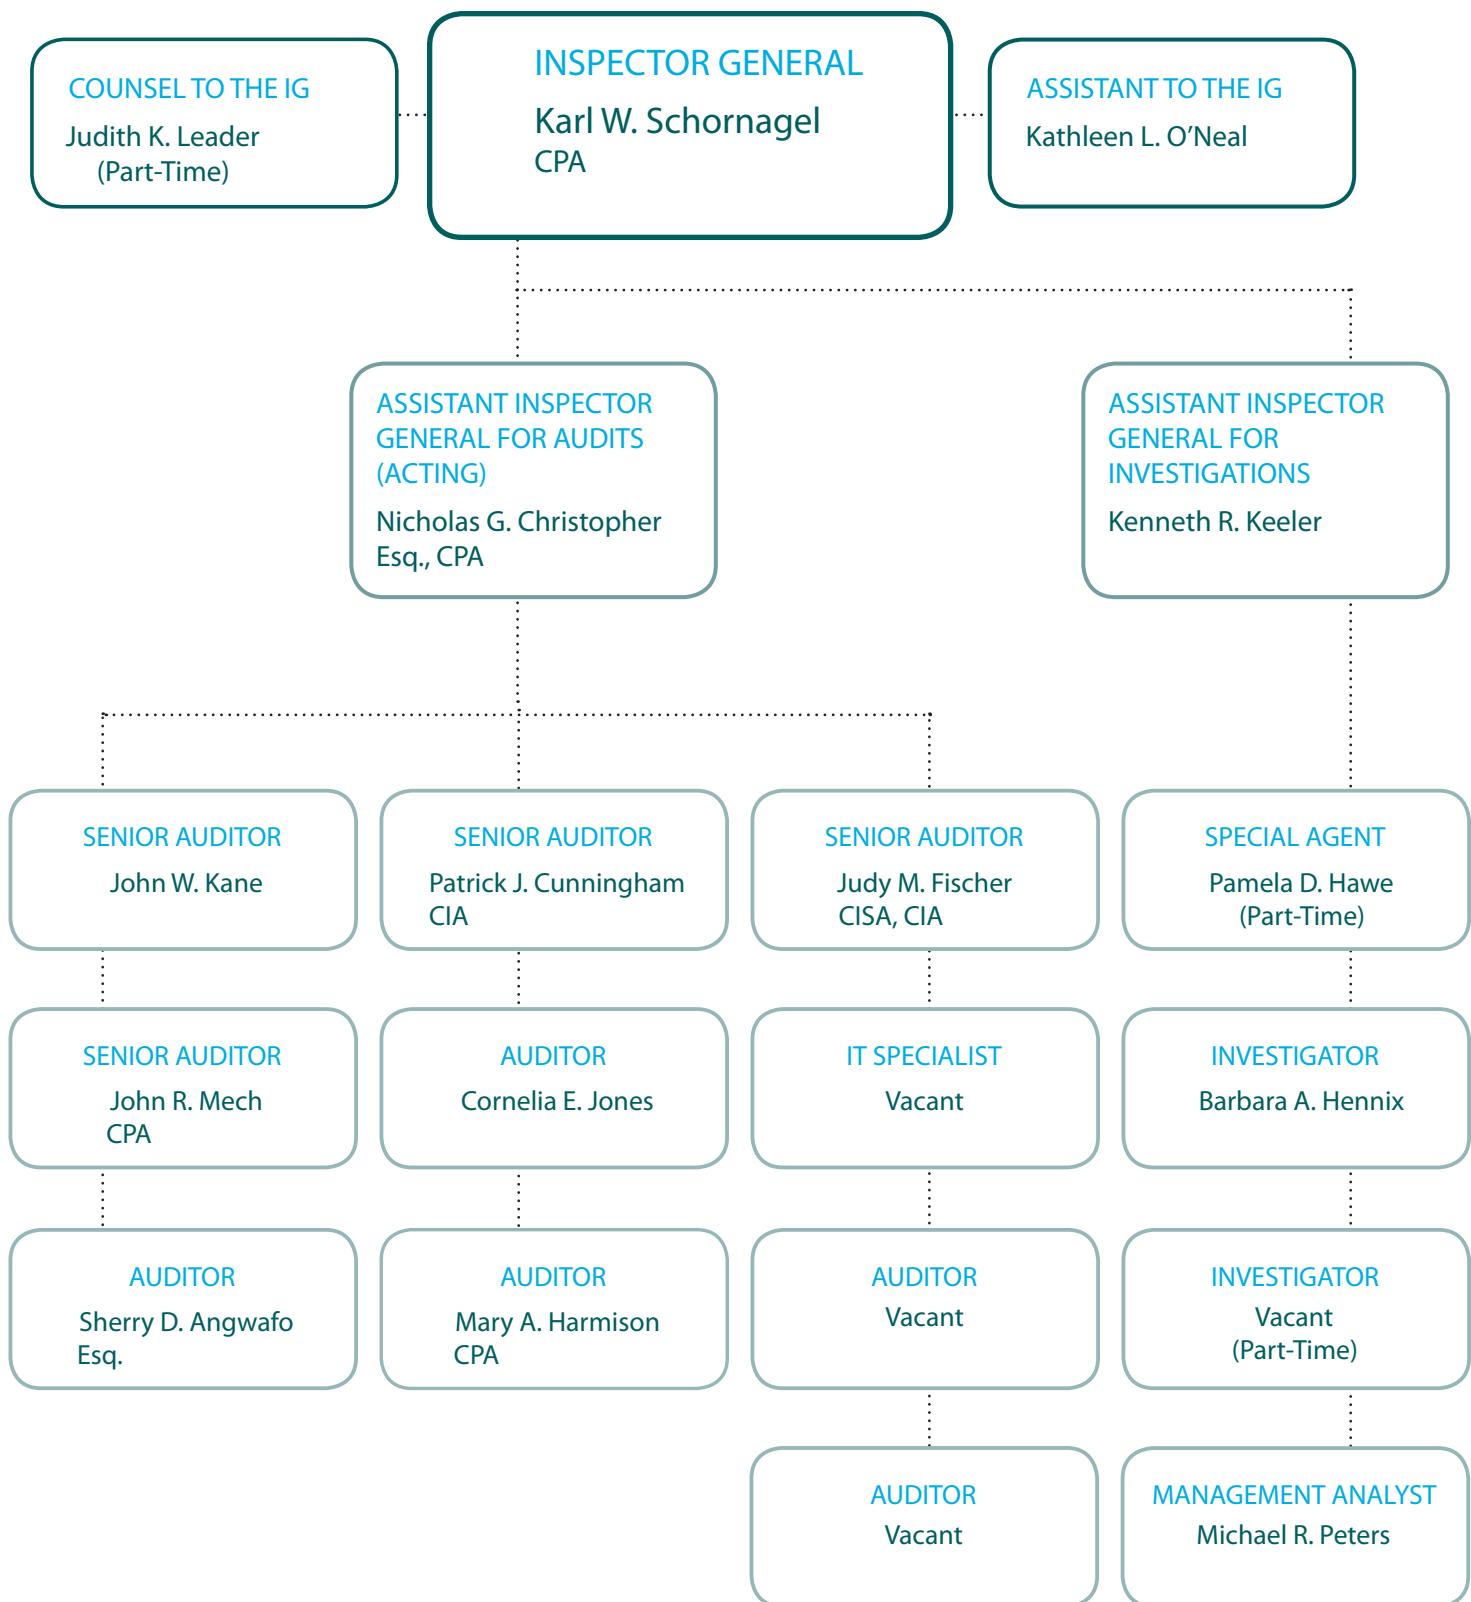 COUNSEL TO THE IG
Judith K. Leader
(Part-Time)
INSPECTOR GENERAL
Karl W. Schornagel
CPA
ASSISTANT TO THE IG
Kathleen L. O’Neal
ASSISTANT INSPECTOR
GENERAL FOR AUDITS
(ACTING)
Nicholas G. Christopher
Esq., CPA
ASSISTANT INSPECTOR
GENERAL FOR
INVESTIGATIONS
Kenneth R. Keeler
SENIOR AUDITOR
John W. Kane
SENIOR AUDITOR
Patrick J. Cunningham
CIA
SENIOR AUDITOR
Judy M. Fischer
CISA, CIA
SPECIAL AGENT
Pamela D. Hawe
(Part-Time)
SENIOR AUDITOR
John R. Mech
CPA
AUDITOR
Cornelia E. Jones
IT SPECIALIST
Vacant
INVESTIGATOR
Barbara A. Hennix
AUDITOR
Sherry D. Angwafo
Esq.
AUDITOR
Mary A. Harmison
CPA
AUDITOR
Vacant
INVESTIGATOR
Vacant
(Part-Time)
AUDITOR
Vacant
MANAGEMENT ANALYST
Michael R. Peters